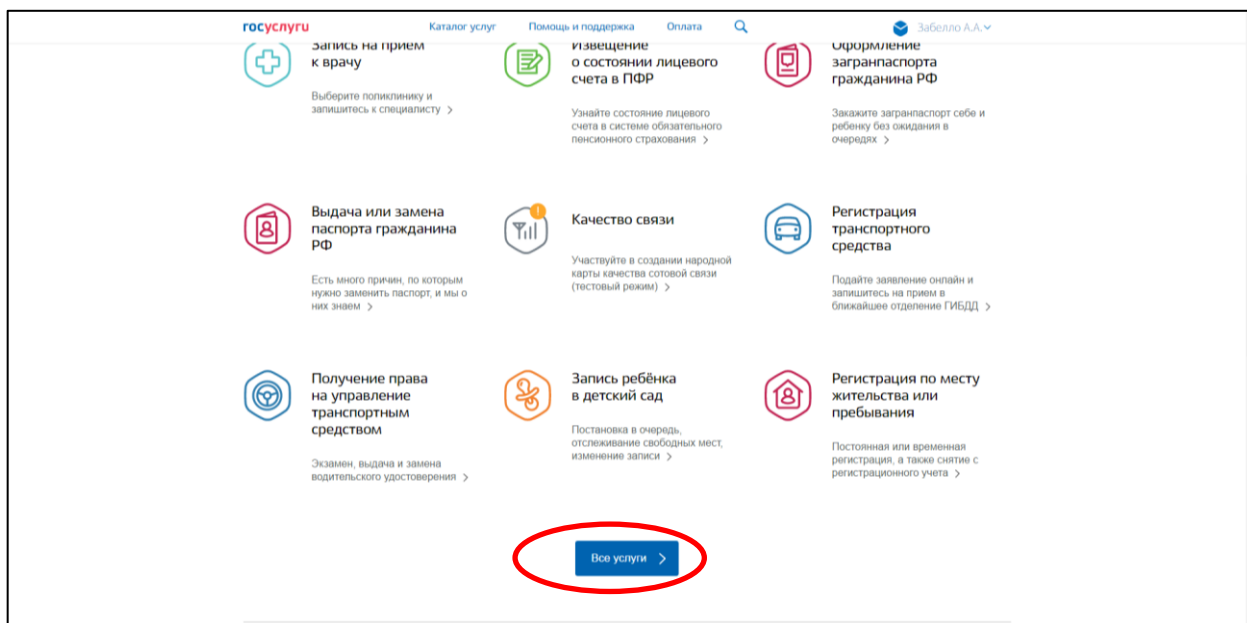 госуслуги
Каталог услуг
Помощь и поддержка
Оплата
Забелло А.А.
Запись на прием
к врачу
Выберите поликлинику и
запишитесь к специалисту >
Извещение
о состоянии лицевого
счета в ПФР
Узнайте состояние лицевого
счета в системе обязательного
пенсионного страхования >
Оформление
загранпаспорта
гражданина РФ
Закажите загранпаспорт себе и
ребенку без ожидания в
очередях >
Выдача или замена
паспорта гражданина
РФ
Есть много причин, по которым
нужно заменить паспорт, и мы о
них знаем >
Качество связи
Участвуйте в создании народной
карты качества сотовой связи
(тестовый режим) >
Регистрация
транспортного
средства
Подайте заявление онлайн и
запишитесь на прием в
ближайшее отделение ГИБДД >
Получение права
на управление
транспортным
средством
Экзамен, выдача и замена
водительского удостоверения >
Запись ребёнка
в детский сад
Постановка в очередь,
отслеживание свободных мест,
изменение записи >
Регистрация по месту
жительства или
пребывания
Постоянная или временная
регистрация, а также снятие с
регистрационного учета >
Все услуги >